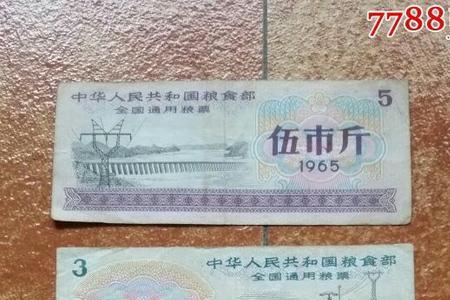 7788
中华人民共和国粮食部
5
全国通用粮票
伍市斤
1965
3
中华人民共和国粮食部
全国通用粮票